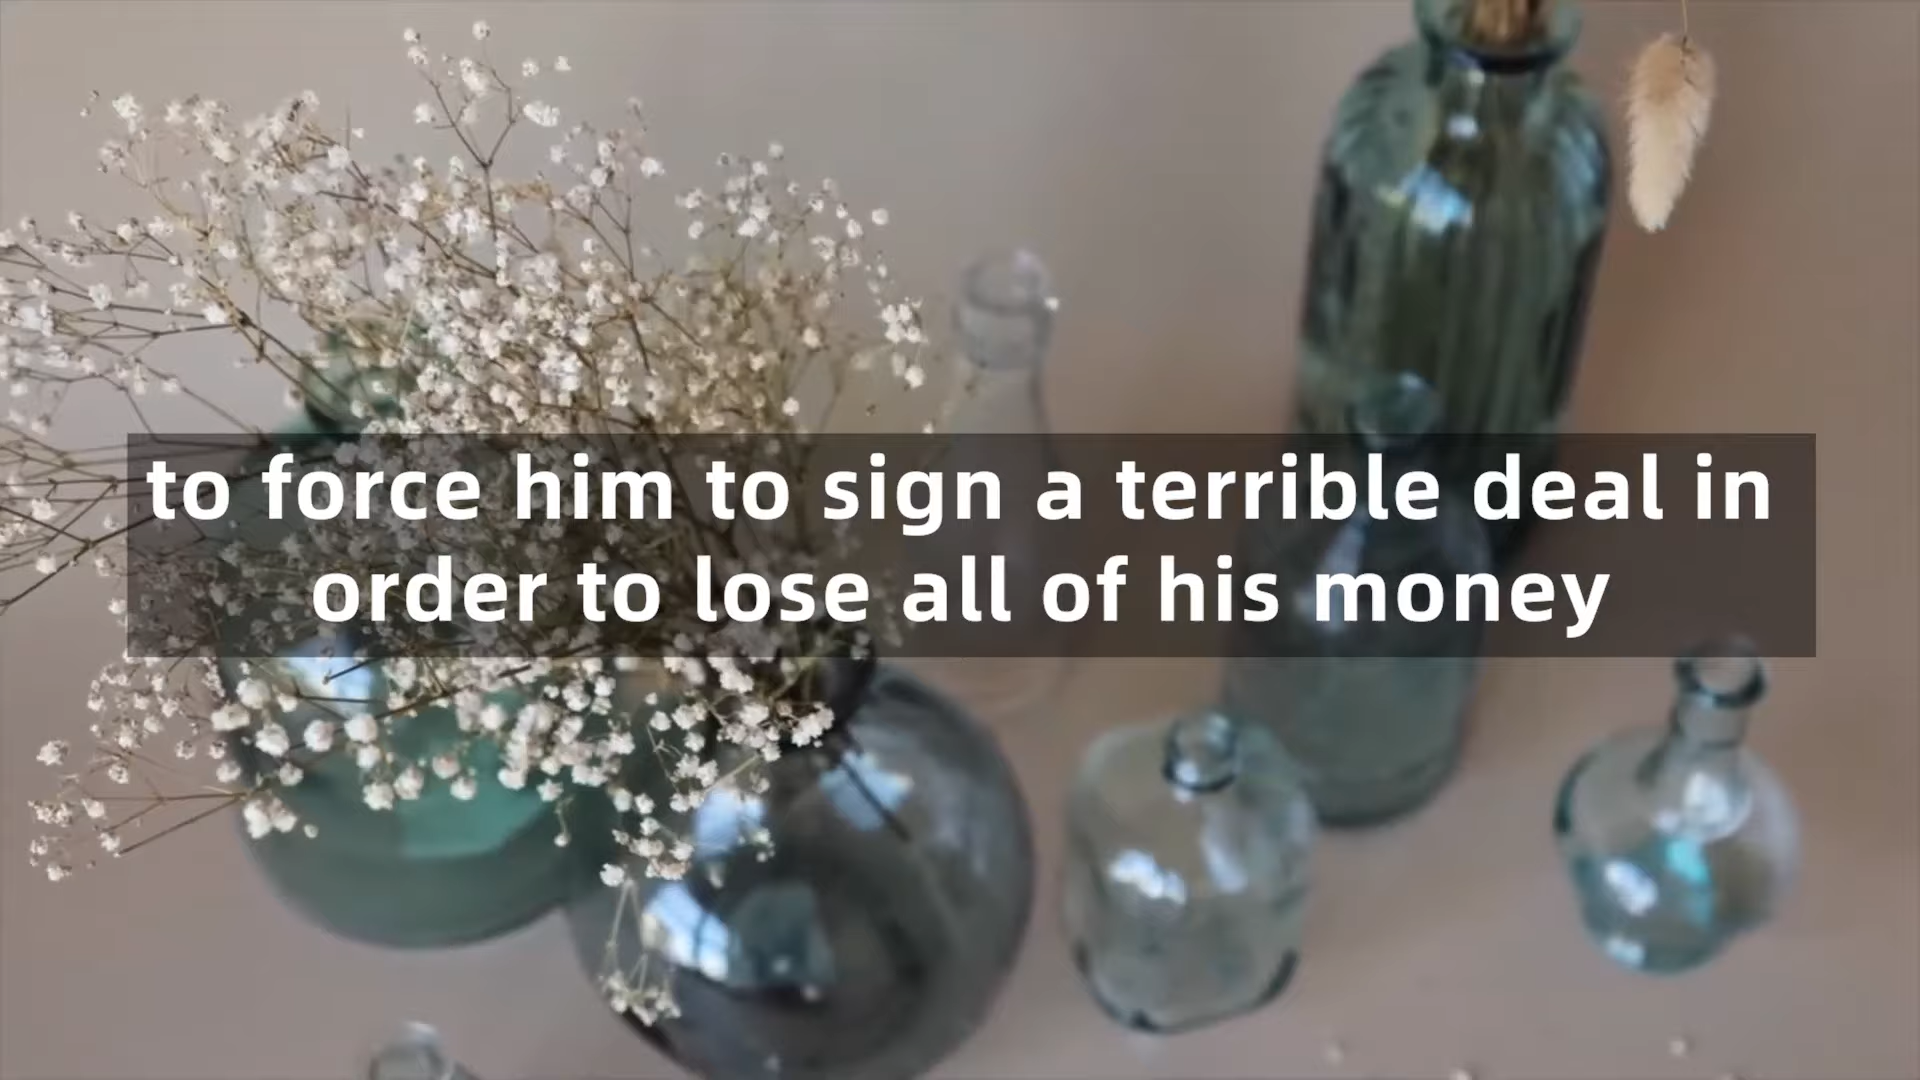 to force him to sign a terrible deal in
order to lose all of his money